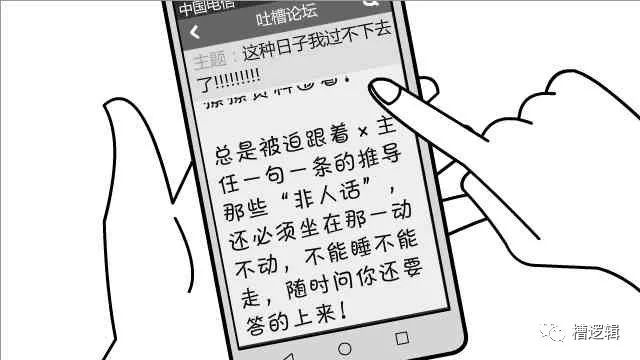 中国电信
吐槽论坛
主题：这种日子我过不下去
了!!!!!!!!!
总是被迫跟着×主
任一句一条的推导
那些“非人话”，
还必须坐在那一动
不动，不能睡不能
走，随时问你还要
答的上来！
槽逻辑